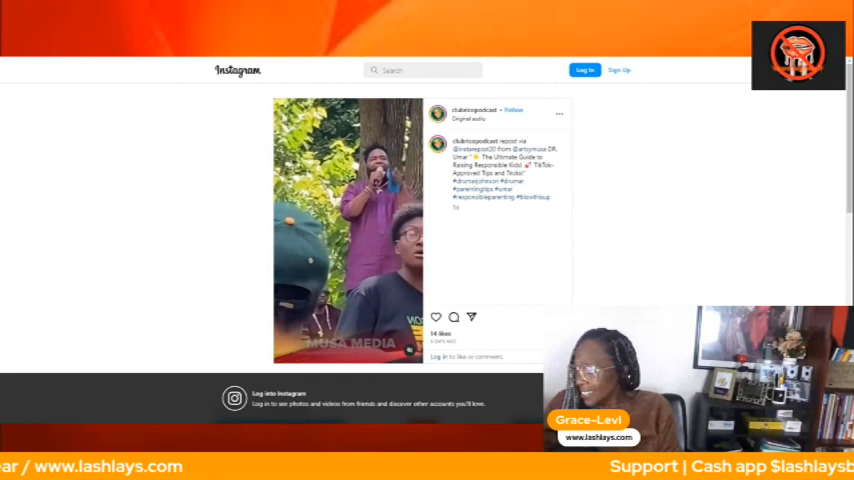 Instagram
Search
Log In
Sign Up
clubricopodcast • Follow
Original audio
clubricopodcast repost via
@instarepost20 from @artoymusa DR.
Umar " The Ultimate Guide to
Raising Responsible Kids! TikTok-
Approved Tips and Tricks!"
#drumarjohnson #drumar
#parentingtips #umar
#responsibleparenting #blowthisup
5d
14 likes
5 DAYS AGO
Log in to like or comment.
MUSA MEDIA
Log into Instagram
Log in to see photos and videos from friends and discover other accounts you'll love.
Grace-Levi
www.lashlays.com
ear / www.lashlays.com
Support | Cash app $lashlaysb